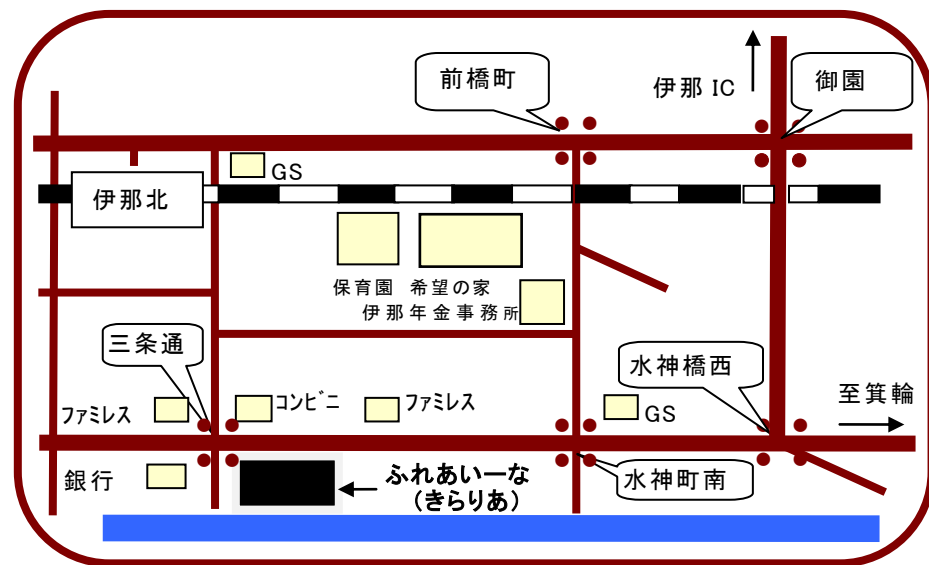 前橋町
伊那 IC
御園
GS
伊那北
保育園 希望の家
伊那年金事務所
三条通
水神橋西
ファミレス
コンビニ
ファミレス
GS
至箕輪
銀行
ふれあいーな
(きらりあ)
水神町南